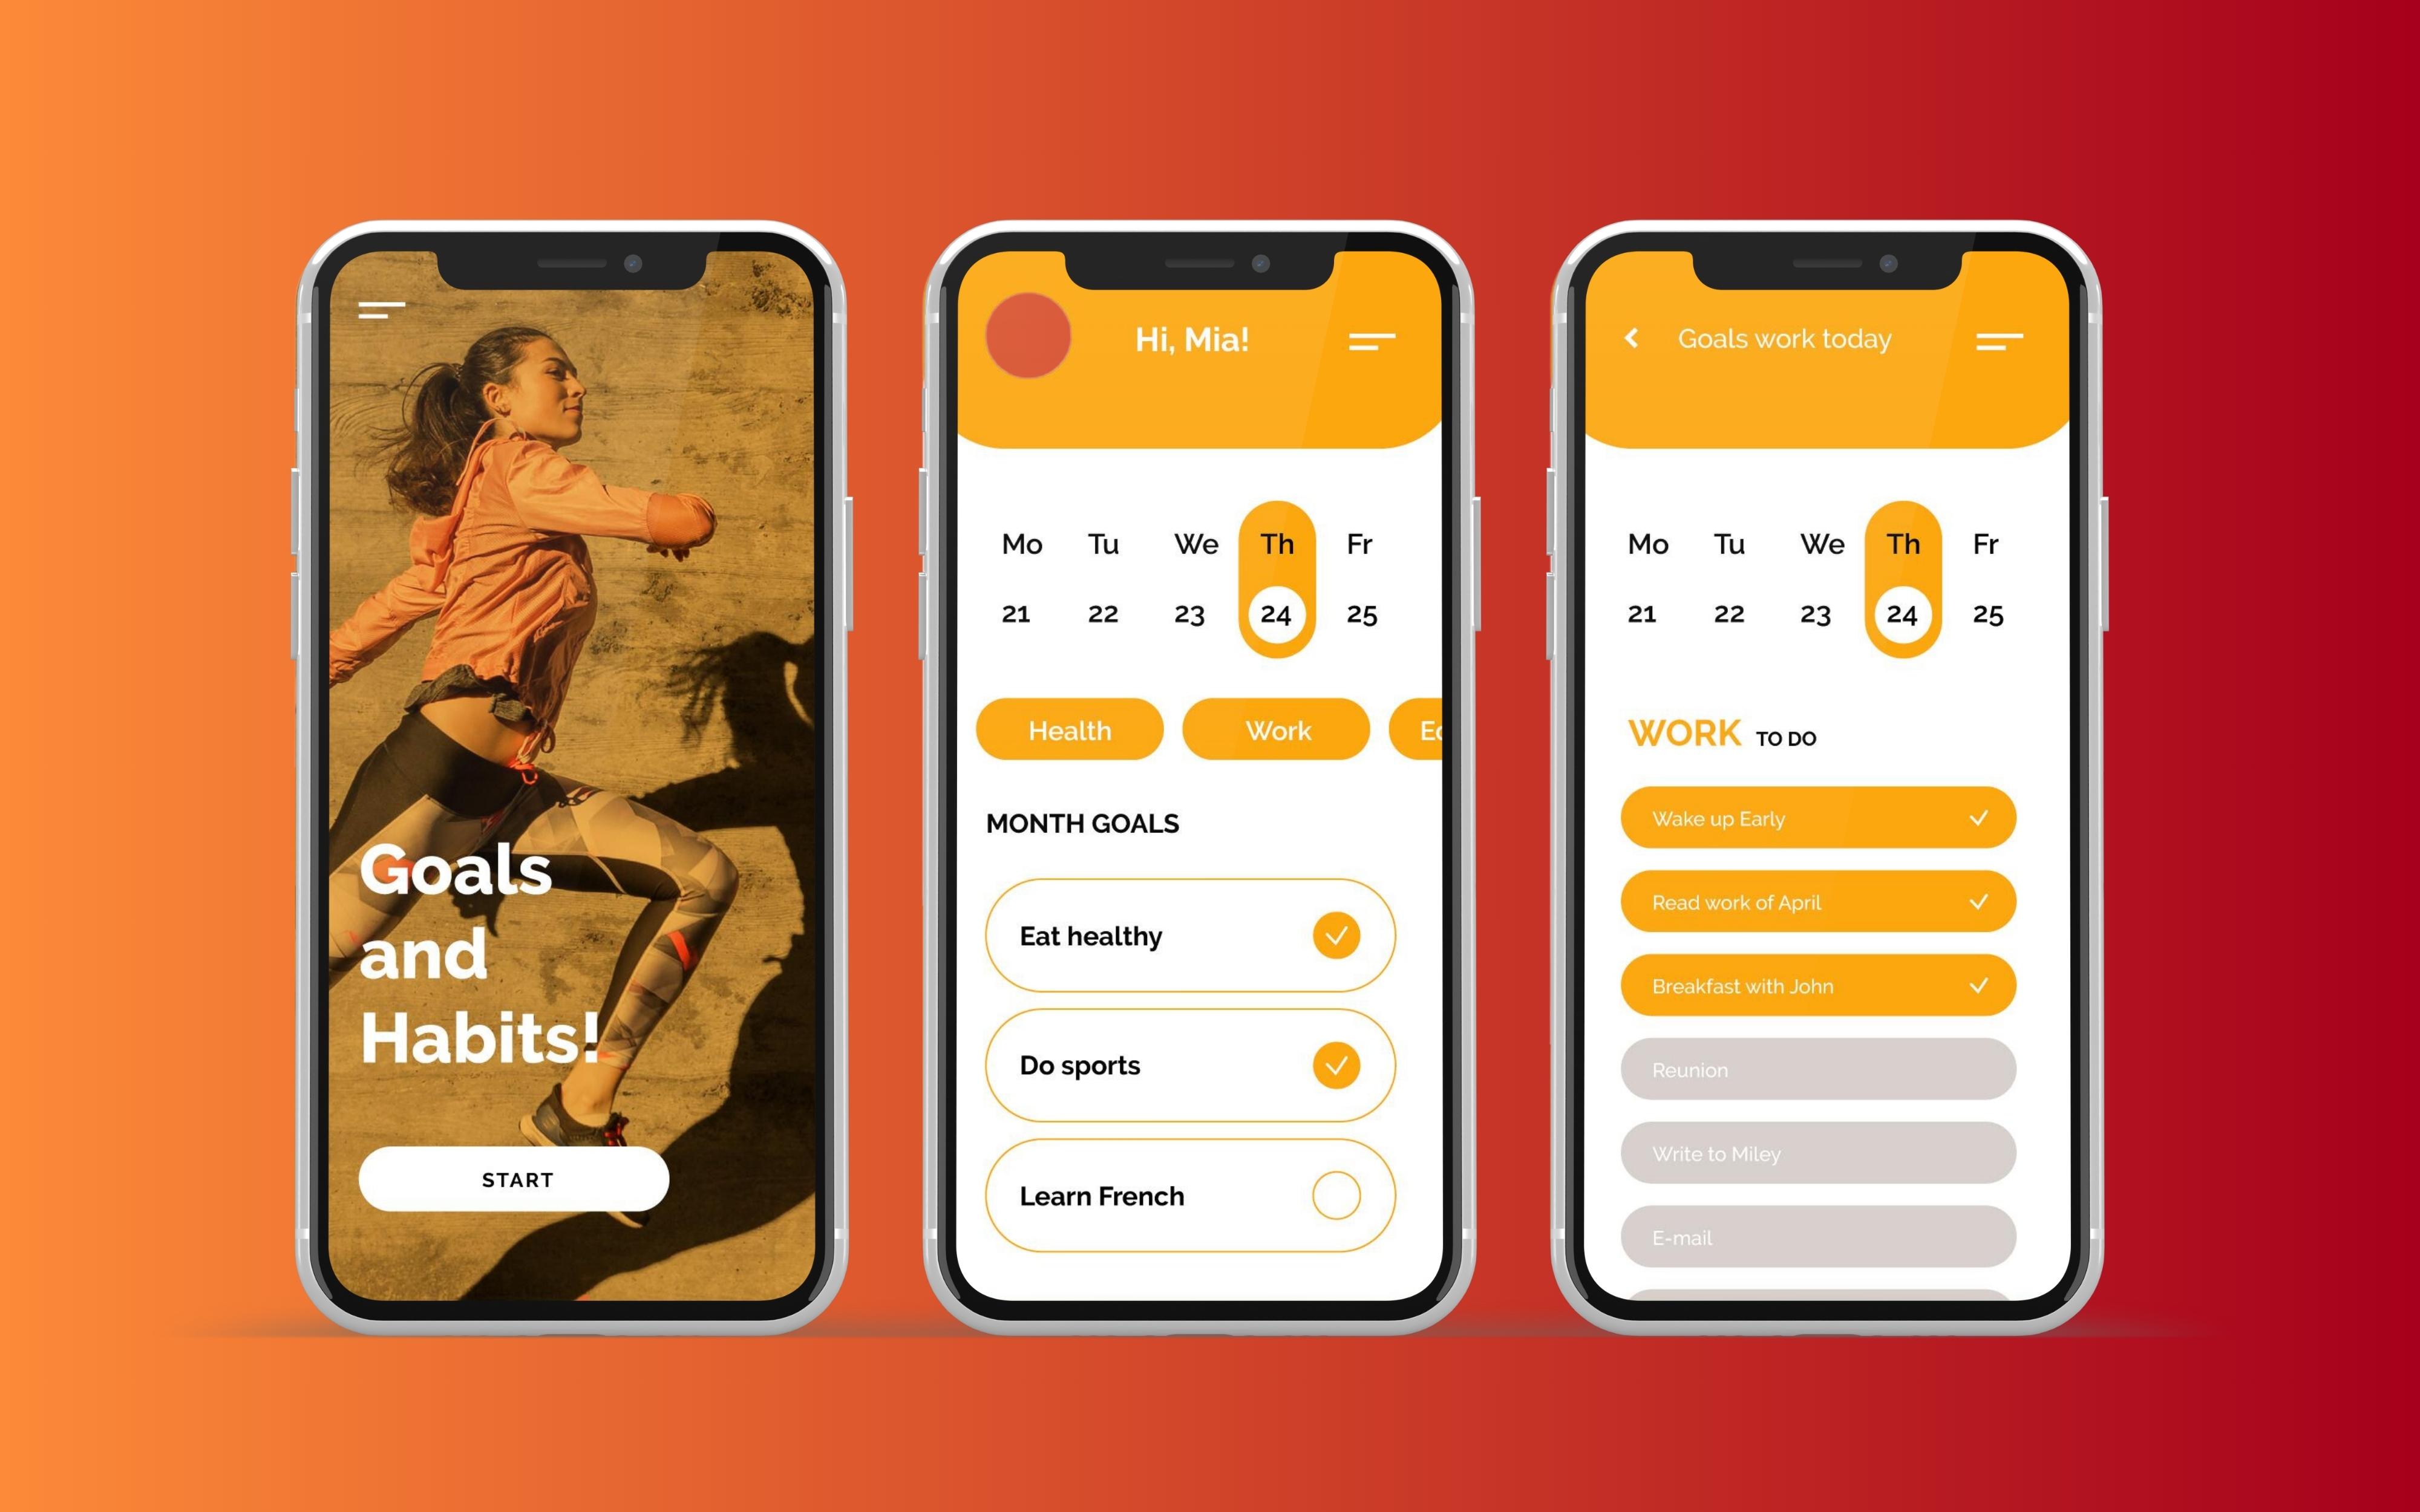 Goals
and
Habits!
START
Hi, Mia!
Mo Tu We Th Fr
21 22 23 24 25
Health Work
MONTH GOALS
Eat healthy
Do sports
Learn French
Goals work today
Mo Tu We Th Fr
21 22 23 24 25
WORK TO DO
Wake up Early
Read work of April
Breakfast with John
Reunion
Write to Miley
E-mail